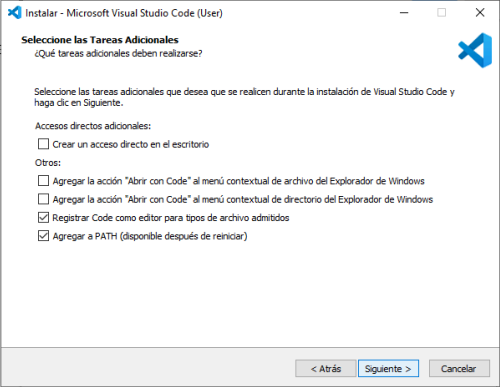 Instalar - Microsoft Visual Studio Code (User)
Seleccione las Tareas Adicionales
¿Qué tareas adicionales deben realizarse?
Seleccione las tareas adicionales que desea que se realicen durante la instalación de Visual Studio Code y
haga clic en Siguiente.
Accesos directos adicionales:
Crear un acceso directo en el escritorio
Otros:
Agregar la acción "Abrir con Code" al menú contextual de archivo del Explorador de Windows
Agregar la acción "Abrir con Code" al menú contextual de directorio del Explorador de Windows
Registrar Code como editor para tipos de archivo admitidos
Agregar a PATH (disponible después de reiniciar)
< Atrás Siguiente > Cancelar